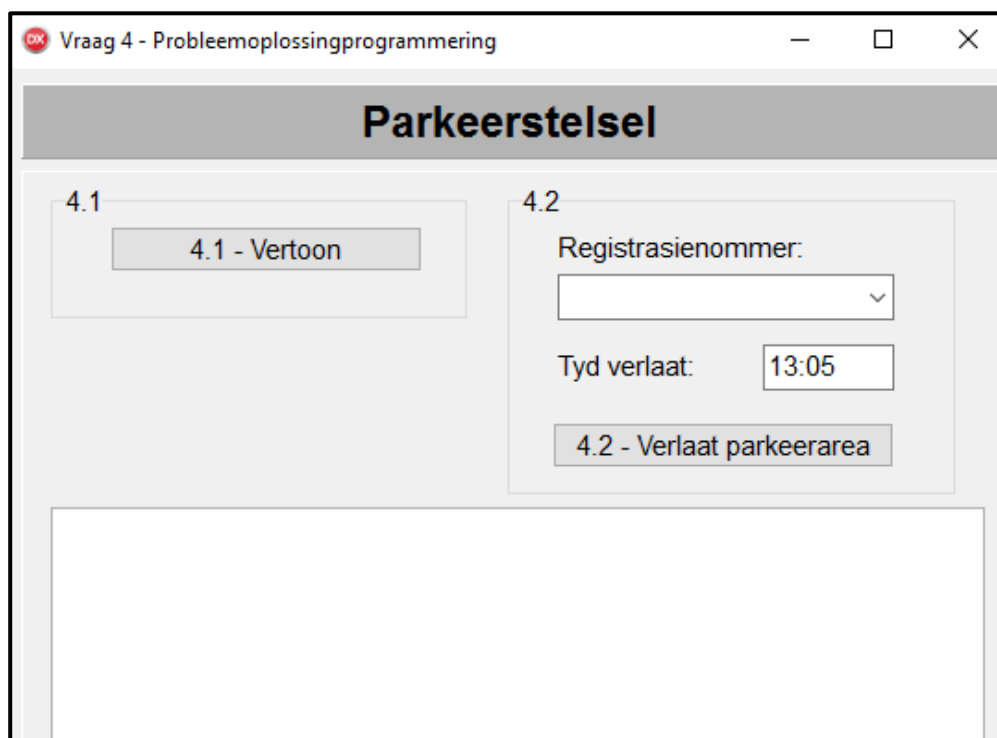 DX Vraag 4 - Probleemoplossingprogrammering
Parkeerstelsel
4.1
4.1 - Vertoon
4.2
Registrasienommer:
Tyd verlaat: 13:05
4.2 - Verlaat parkeerarea